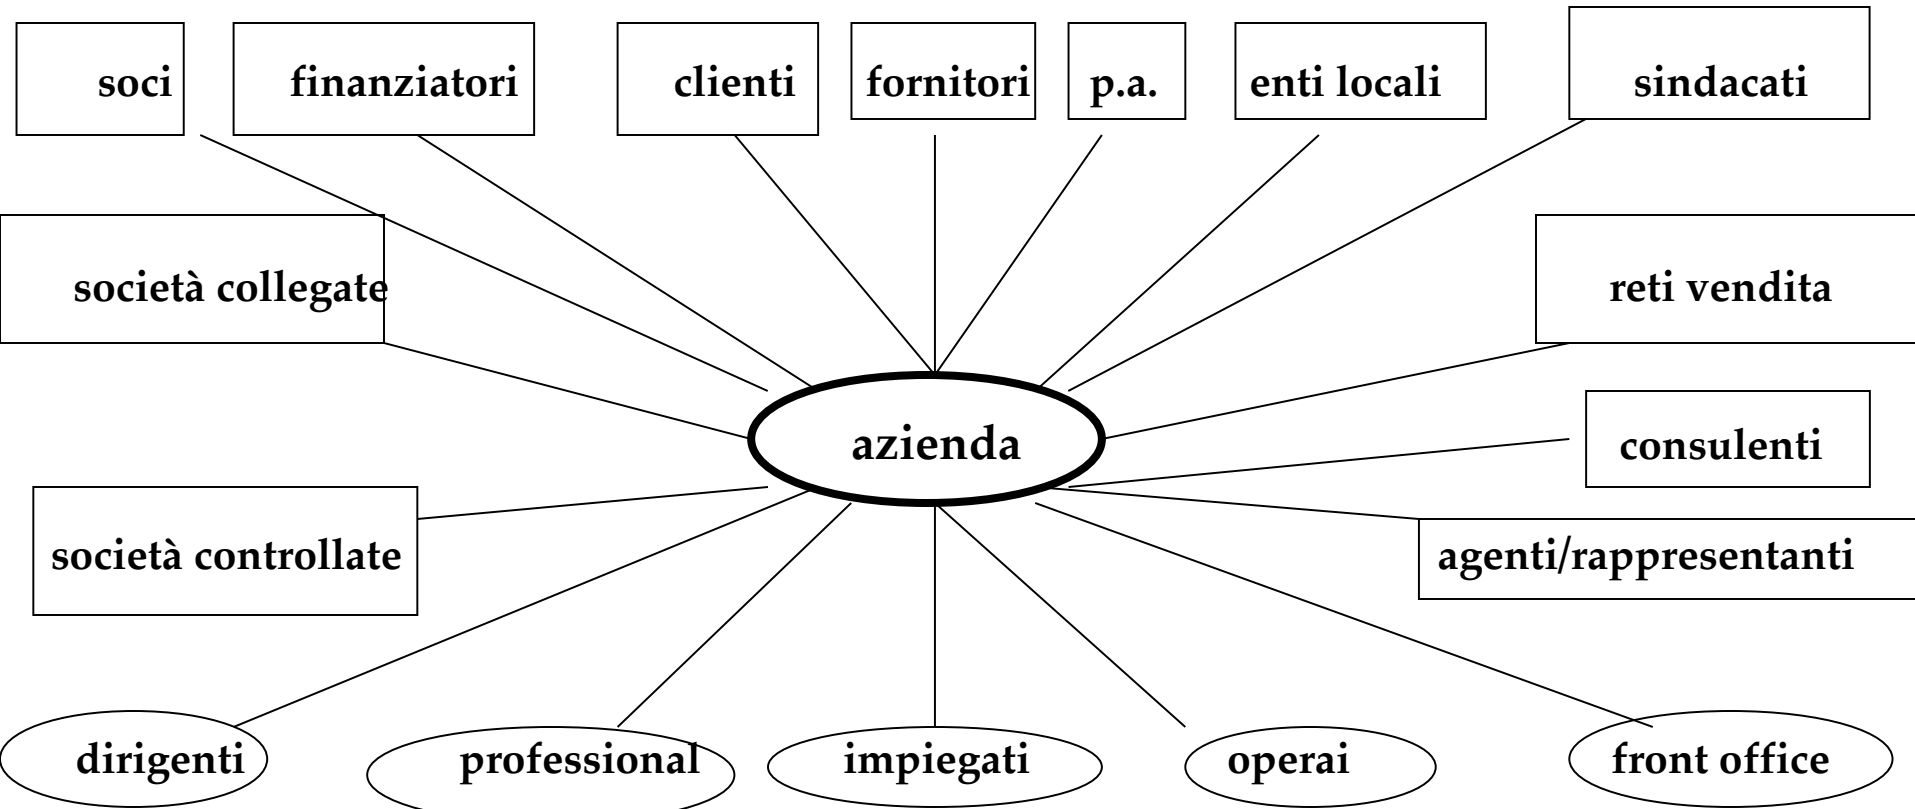 soci
finanziatori
clienti
fornitori
p.a.
enti locali
sindacati
società collegate
reti vendita
azienda
consulenti
società controllate
agenti/rappresentanti
dirigenti
professional
impiegati
operai
front office